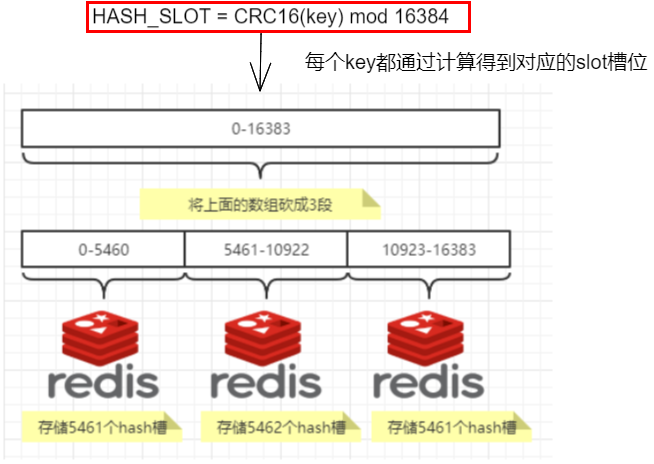 HASH_SLOT = CRC16(key) mod 16384
每个key都通过计算得到对应的slot槽位
0-16383
将上面的数组砍成3段
0-5460
5461-10922
10923-16383
redis
redis
redis
存储5461个hash槽
存储5462个hash槽
存储5461个hash槽